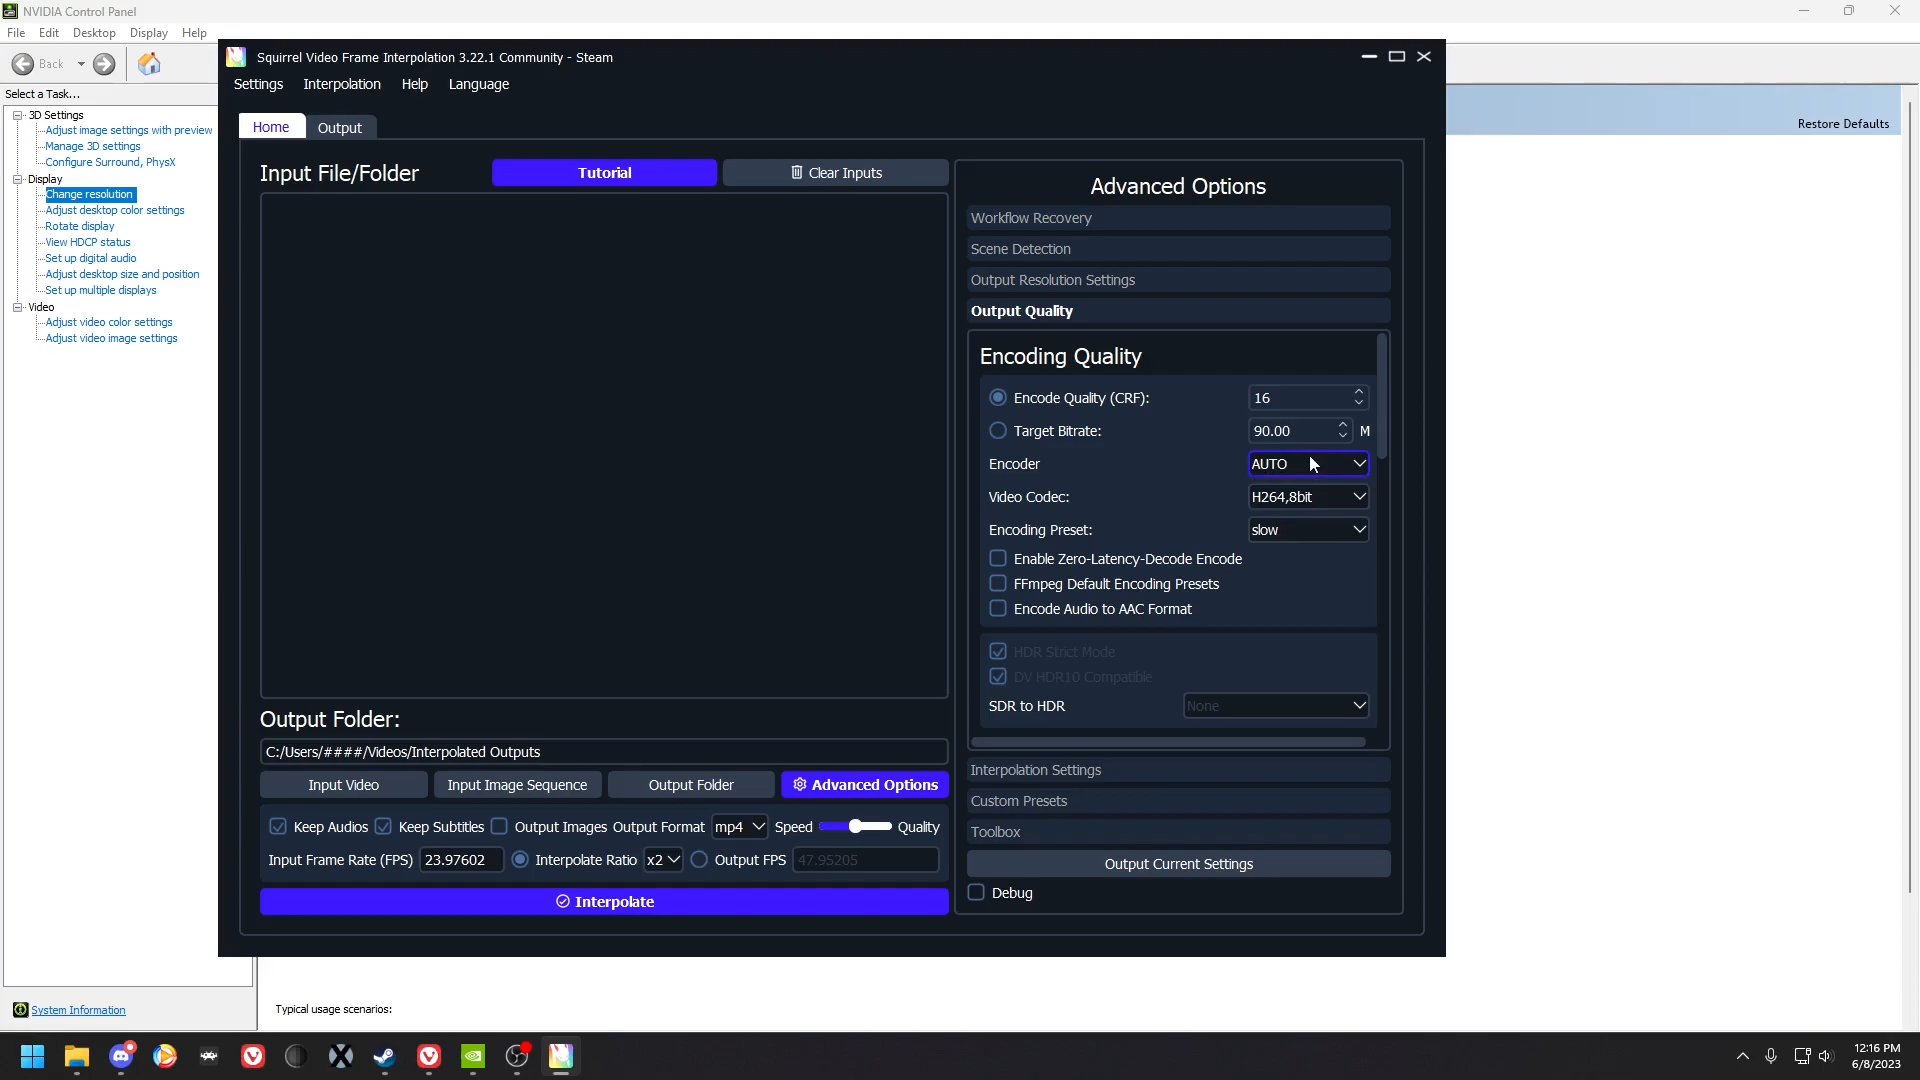 NVIDIA Control Panel
File Edit Desktop Display Help
Back
Select a Task...
3D Settings
Adjust image settings with preview
Manage 3D settings
Configure Surround, PhysX
Display
Change resolution
Adjust desktop color settings
Rotate display
View HDCP status
Set up digital audio
Adjust desktop size and position
Set up multiple displays
Video
Adjust video color settings
Adjust video image settings
System Information
Restore Defaults
Typical usage scenarios:
Squirrel Video Frame Interpolation 3.22.1 Community - Steam
Settings Interpolation Help Language
Home Output
Input File/Folder Tutorial Clear Inputs
Output Folder:
C:/Users/####/Videos/Interpolated Outputs
Input Video Input Image Sequence Output Folder Advanced Options
Keep Audios Keep Subtitles Output Images Output Format mp4 Speed Quality
Input Frame Rate (FPS) 23.97602 Interpolate Ratio x2 Output FPS 47.95205
Interpolate
Advanced Options
Workflow Recovery
Scene Detection
Output Resolution Settings
Output Quality
Encoding Quality
Encode Quality (CRF): 16
Target Bitrate: 90.00 M
Encoder AUTO
Video Codec: H264,8bit
Encoding Preset: slow
Enable Zero-Latency-Decode Encode
FFmpeg Default Encoding Presets
Encode Audio to AAC Format
HDR Strict Mode
DV HDR10 Compatible
SDR to HDR None
Interpolation Settings
Custom Presets
Toolbox
Output Current Settings
Debug
12:16 PM
6/8/2023